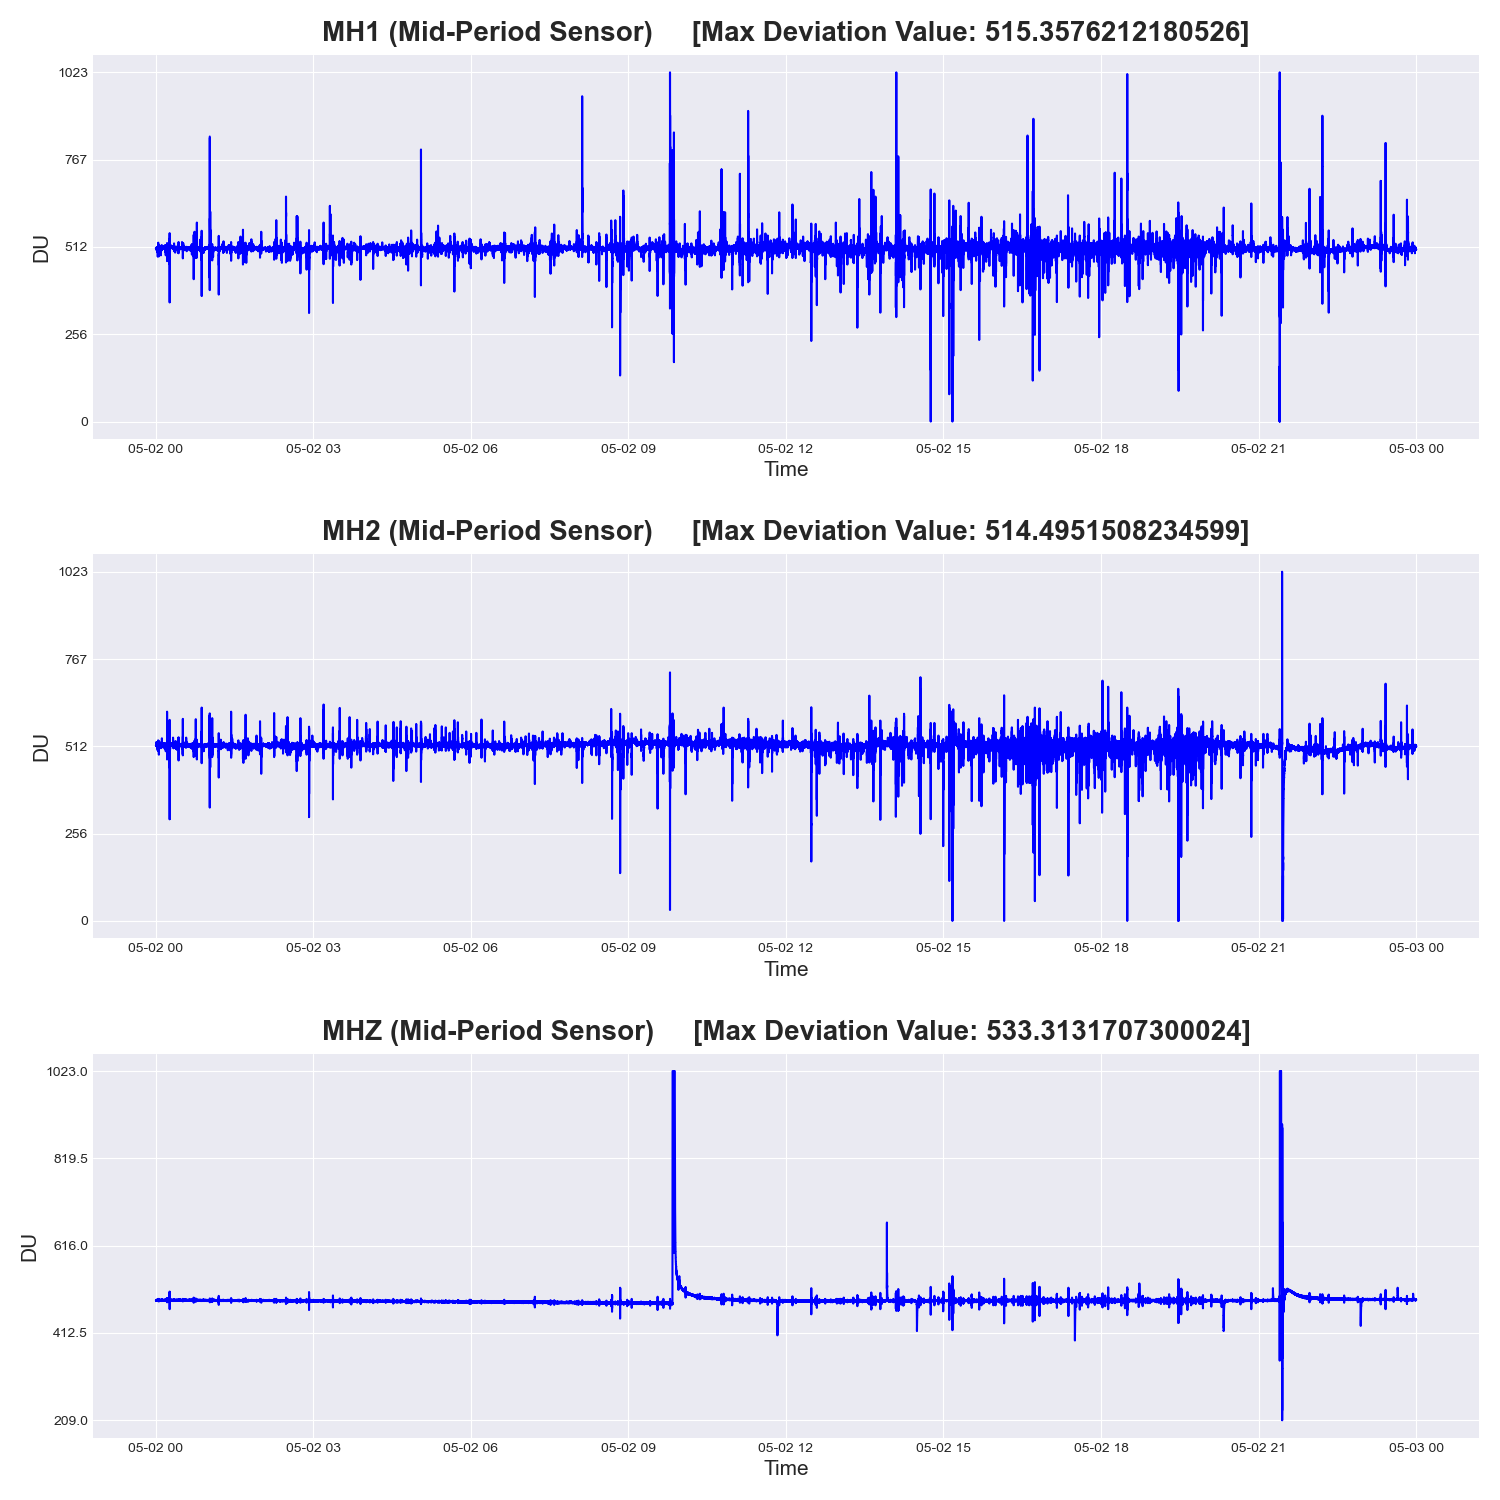 MH1 (Mid-Period Sensor) [Max Deviation Value: 515.3576212180526]
1023
767
512
256
0
DU
05-02 00 05-02 03 05-02 06 05-02 09 05-02 12 05-02 15 05-02 18 05-02 21 05-03 00
Time
MH2 (Mid-Period Sensor) [Max Deviation Value: 514.4951508234599]
1023
767
512
256
0
DU
05-02 00 05-02 03 05-02 06 05-02 09 05-02 12 05-02 15 05-02 18 05-02 21 05-03 00
Time
MHZ (Mid-Period Sensor) [Max Deviation Value: 533.3131707300024]
1023.0
819.5
616.0
412.5
209.0
DU
05-02 00 05-02 03 05-02 06 05-02 09 05-02 12 05-02 15 05-02 18 05-02 21 05-03 00
Time